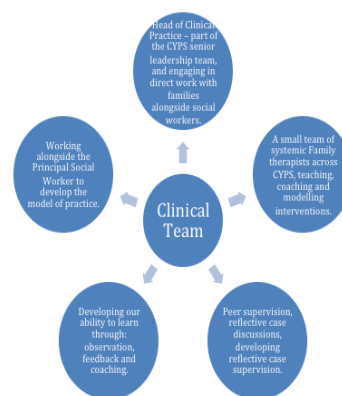 Head of Clinical
Practice – part of
the CYPS senior
leadership team,
and engaging in
direct work with
families
alongside social
workers.
A small team of
systemic Family
therapists across
CYPS, teaching,
coaching and
modelling
interventions.
Peer supervision,
reflective case
discussions,
developing
reflective case
supervision.
Developing our
ability to learn
through:
observation,
feedback and
coaching.
Working
alongside the
Principal Social
Worker to
develop the
model of practice.
Clinical
Team